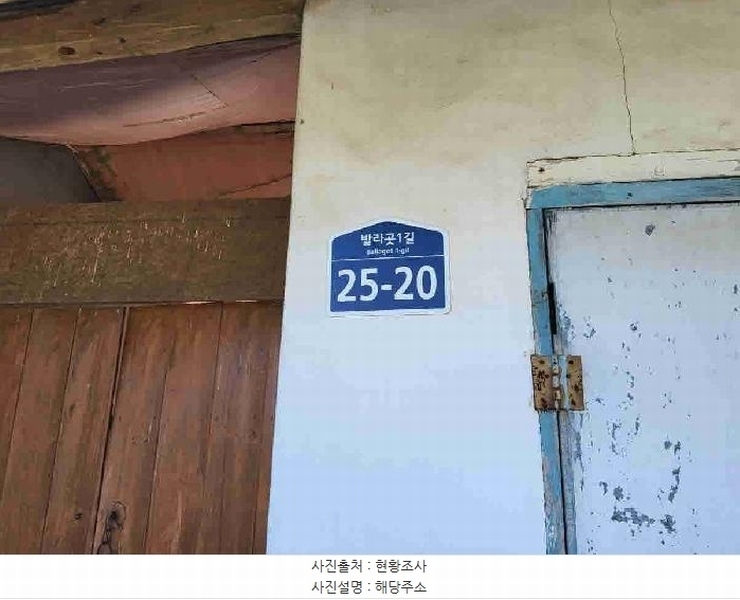 발라곳1길
Ballagot 1-gil
25-20
사진출처 : 현황조사
사진설명 : 해당주소